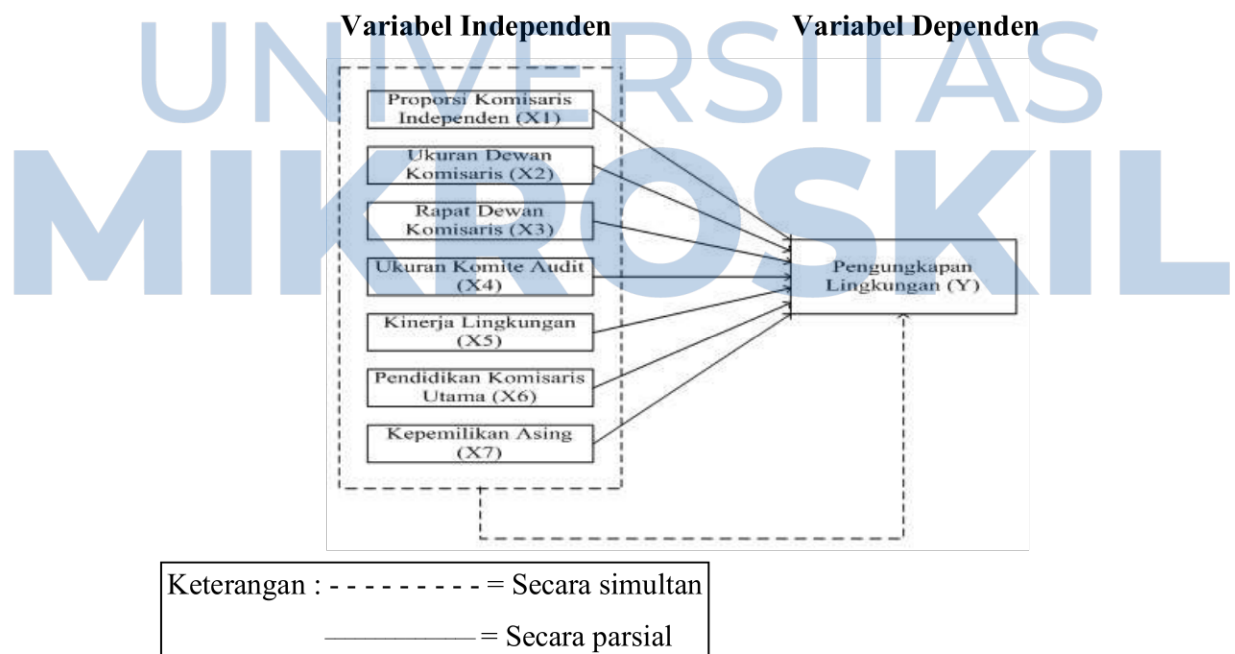 UNIVERSITAS
MIKROSKIL
Variabel Independen
Variabel Dependen
Proporsi Komisaris
Independen (X1)
Ukuran Dewan
Komisaris (X2)
Rapat Dewan
Komisaris (X3)
Ukuran Komite Audit
(X4)
Kinerja Lingkungan
(X5)
Pendidikan Komisaris
Utama (X6)
Kepemilikan Asing
(X7)
Pengungkapan
Lingkungan (Y)
Keterangan : - - - - - - - - - = Secara simultan
—————— = Secara parsial